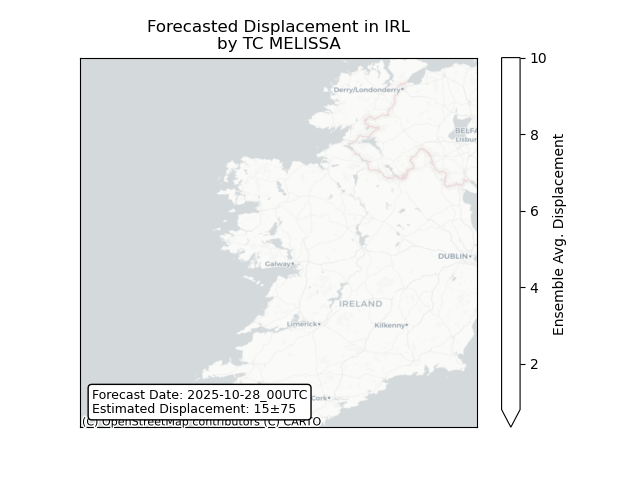 Forecasted Displacement in IRL
by TC MELISSA
Derry/Londonderry
BELFA
Lisbur
Galway
DUBLIN
IRELAND
Limerick
Kilkenny
Cork
Forecast Date: 2025-10-28_00UTC
Estimated Displacement: 15±75
(C) OpenStreetMap contributors (C) CARTO
10
8
6
4
2
Ensemble Avg. Displacement